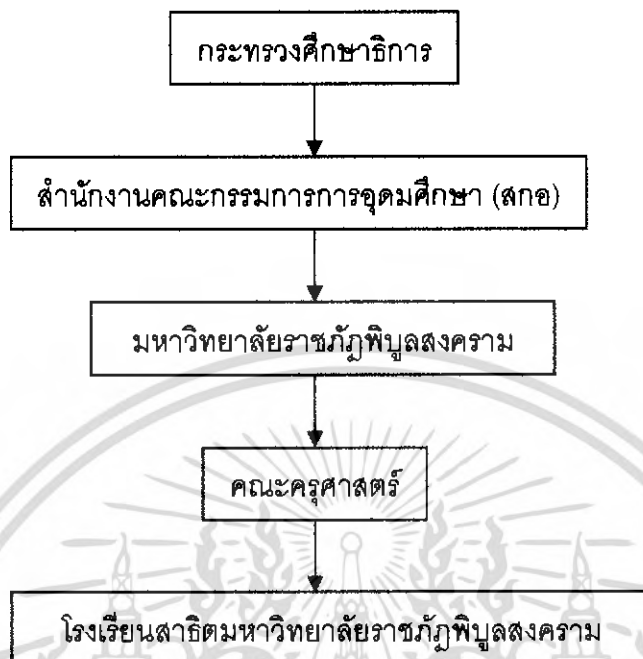 กระทรวงศึกษาธิการ
สำนักงานคณะกรรมการการอุดมศึกษา (สกอ)
มหาวิทยาลัยราชภัฏพิบูลสงคราม
คณะครุศาสตร์
โรงเรียนสาธิตมหาวิทยาลัยราชภัฏพิบูลสงคราม